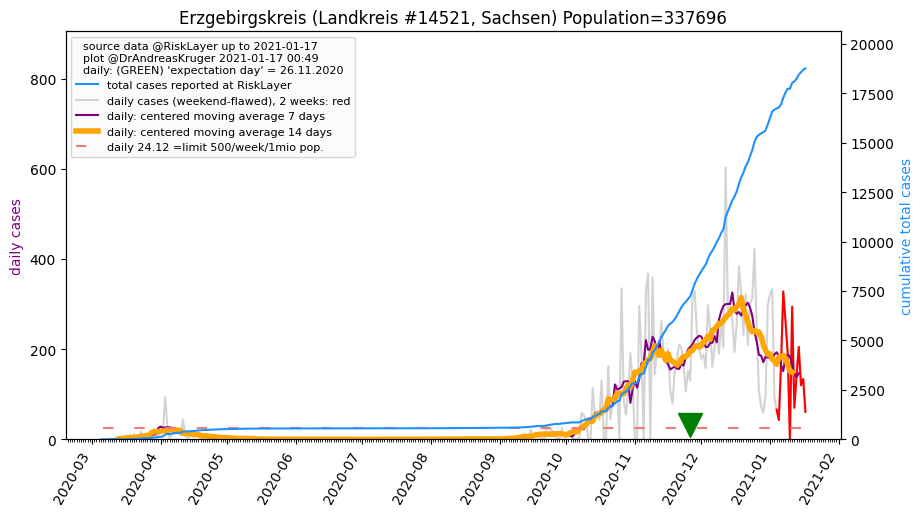 Erzgebirgskreis (Landkreis #14521, Sachsen) Population=337696
source data @RiskLayer up to 2021-01-17
plot @DrAndreasKruger 2021-01-17 00:49
daily: (GREEN) 'expectation day' = 26.11.2020
total cases reported at RiskLayer
daily cases (weekend-flawed), 2 weeks: red
daily: centered moving average 7 days
daily: centered moving average 14 days
daily 24.12 =limit 500/week/1mio pop.
daily cases
800
600
400
200
0
cumulative total cases
20000
17500
15000
12500
10000
7500
5000
2500
0
2020-03
2020-04
2020-05
2020-06
2020-07
2020-08
2020-09
2020-10
2020-11
2020-12
2021-01
2021-02